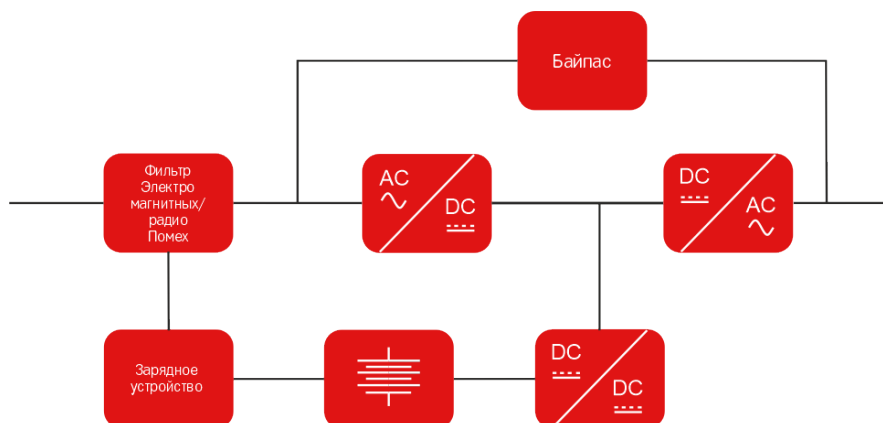 Байпас
Фильтр
Электро
магнитных/
радио
Помех
AC
DC
DC
AC
Зарядное
устройство
DC
DC